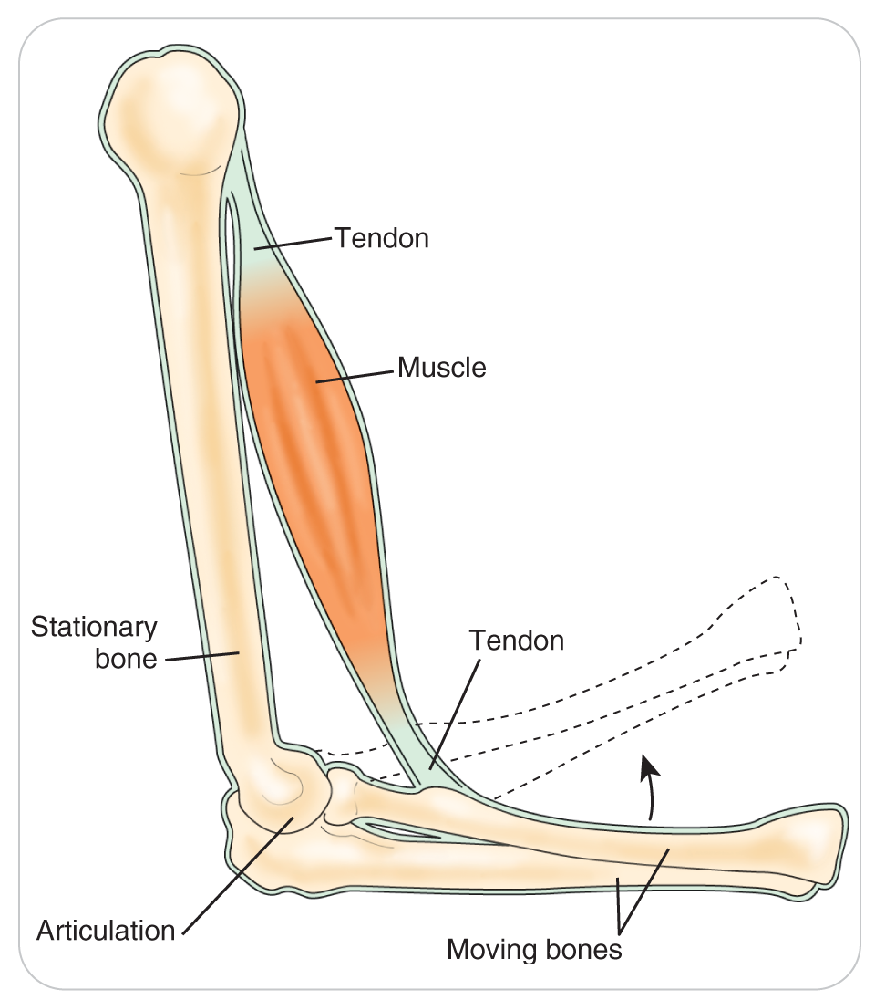 Tendon
Muscle
Stationary
bone
Tendon
Articulation
Moving bones